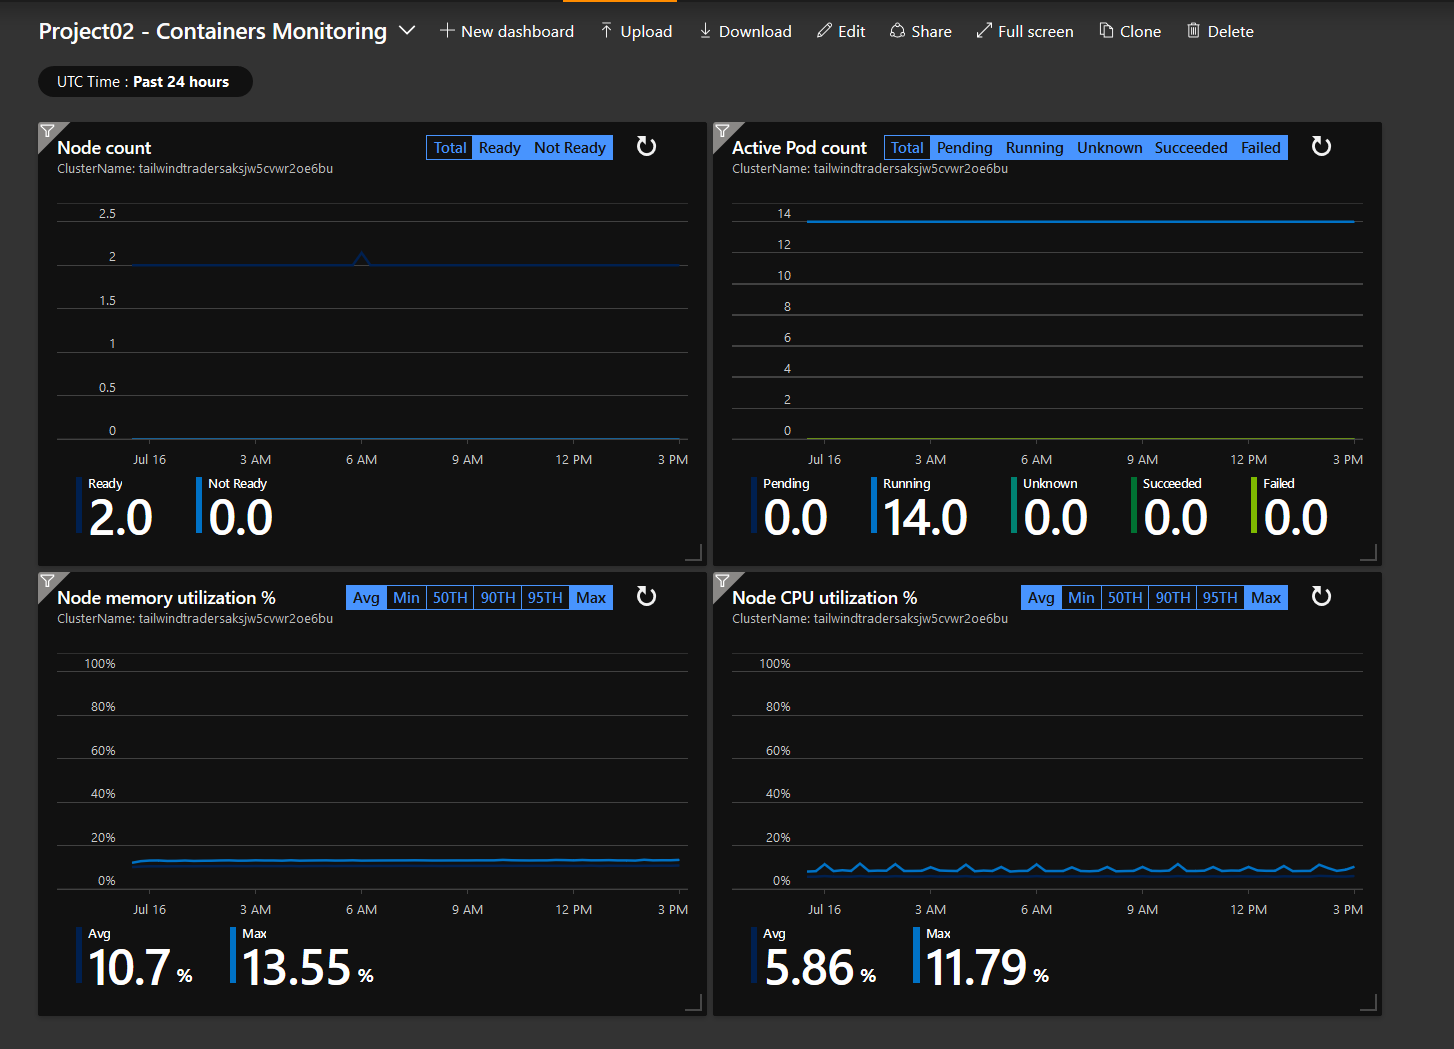 Project02 - Containers Monitoring New dashboard Upload Download Edit Share Full screen Clone Delete
UTC Time : Past 24 hours
Node count Total Ready Not Ready
ClusterName: tailwindtradersaksjw5cvwr2oe6bu
2.5
2
1.5
1
0.5
0
Jul 16 3 AM 6 AM 9 AM 12 PM 3 PM
Ready Not Ready
2.0 0.0
Active Pod count Total Pending Running Unknown Succeeded Failed
ClusterName: tailwindtradersaksjw5cvwr2oe6bu
14
12
10
8
6
4
2
0
Jul 16 3 AM 6 AM 9 AM 12 PM 3 PM
Pending Running Unknown Succeeded Failed
0.0 14.0 0.0 0.0 0.0
Node memory utilization % Avg Min 50TH 90TH 95TH Max
ClusterName: tailwindtradersaksjw5cvwr2oe6bu
100%
80%
60%
40%
20%
0%
Jul 16 3 AM 6 AM 9 AM 12 PM 3 PM
Avg Max
10.7 % 13.55 %
Node CPU utilization % Avg Min 50TH 90TH 95TH Max
ClusterName: tailwindtradersaksjw5cvwr2oe6bu
100%
80%
60%
40%
20%
0%
Jul 16 3 AM 6 AM 9 AM 12 PM 3 PM
Avg Max
5.86 % 11.79 %